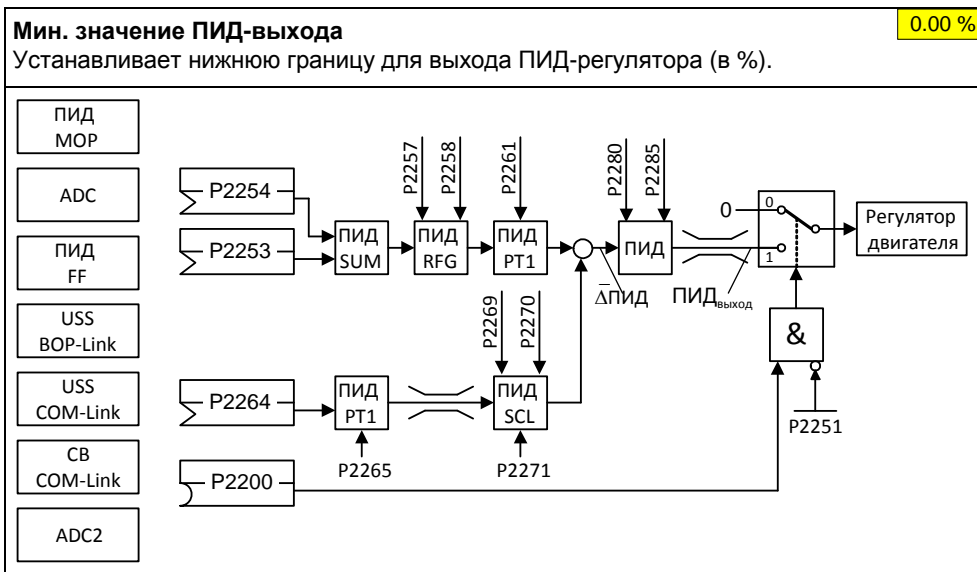 Мин. значение ПИД-выхода
0.00 %
Устанавливает нижнюю границу для выхода ПИД-регулятора (в %).
ПИД
MOP
ADC
ПИД
FF
USS
BOP-Link
USS
COM-Link
CB
COM-Link
ADC2
P2254
P2253
P2264
P2200
ПИД
SUM
P2257
P2258
ПИД
RFG
P2261
ПИД
PT1
ΔПИД
P2280
P2285
ПИД
ПИДвыход
0
0
1
Регулятор
двигателя
&
P2251
ПИД
PT1
P2265
P2269
P2270
ПИД
SCL
P2271